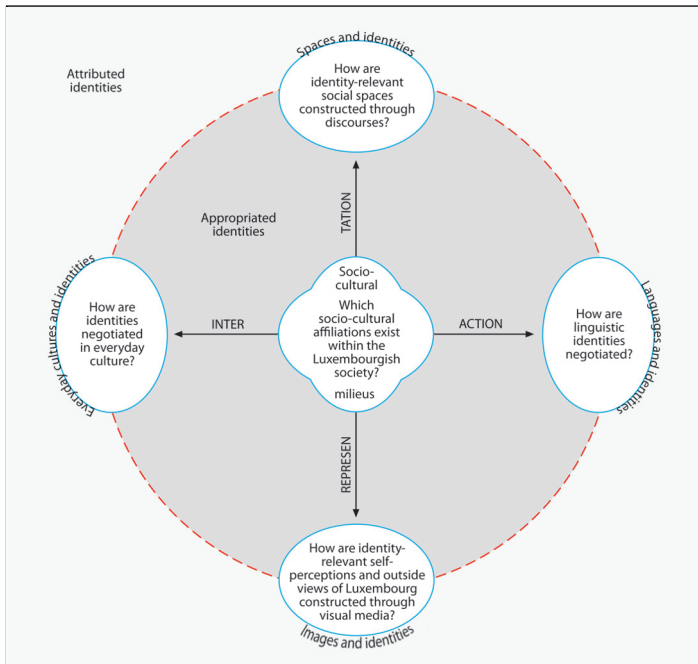 Spaces and identities
Attributed
identities
How are
identity-relevant
social spaces
constructed through
discourses?
Appropriated
identities
TATION
Everyday cultures and identities
How are
identities
negotiated
in everyday
culture?
INTER
Socio-
cultural
Which
socio-cultural
affiliations exist
within the
Luxembourgish
society?
milieus
ACTION
How are
linguistic
identities
negotiated?
Languages and identities
REPRESEN
How are identity-
relevant self-
perceptions and outside
views of Luxembourg
constructed through
visual media?
Images and identities